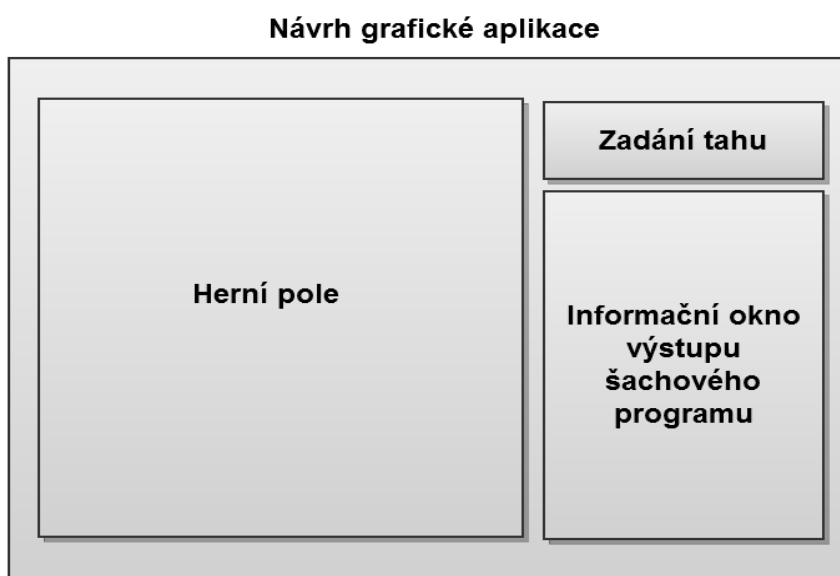 Návrh grafické aplikace
Herní pole
Zadání tahu
Informační okno
výstupu
šachového
programu